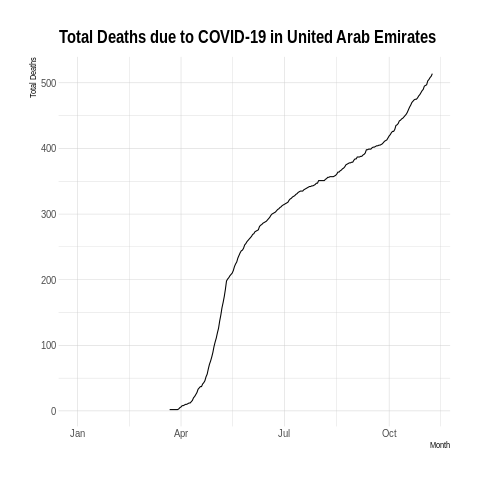 Total Deaths due to COVID-19 in United Arab Emirates
Total Deaths
500
400
300
200
100
0
Jan Apr Jul Oct
Month